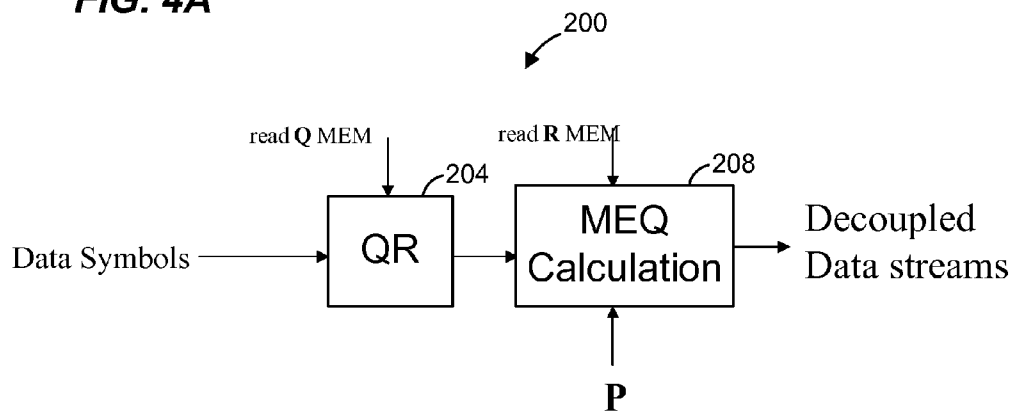 FIG. 4A
200
read Q MEM
read R MEM
204
208
Data Symbols
QR
MEQ
Calculation
Decoupled
Data streams
P